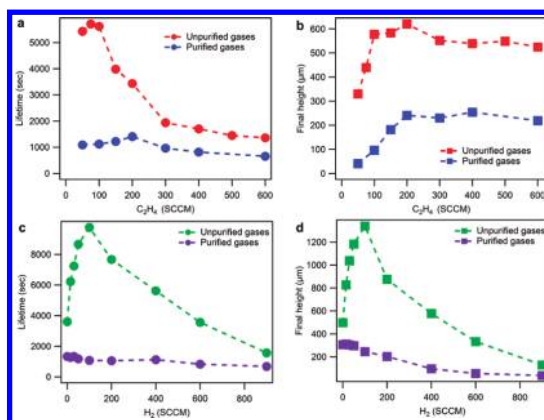 a
Unpurified gases
Purified gases
Lifetime (sec)
5000
4000
3000
2000
1000
0
0 100 200 300 400 500 600
C₂H₄ (SCCM)
b
Final height (μm)
600
500
400
300
200
100
0
Unpurified gases
Purified gases
0 100 200 300 400 500 600
C₂H₄ (SCCM)
c
Unpurified gases
Purified gases
Lifetime (sec)
8000
6000
4000
2000
0
0 200 400 600 800
H₂ (SCCM)
d
Unpurified gases
Purified gases
Final height (μm)
1200
1000
800
600
400
200
0 200 400 600 800
H₂ (SCCM)